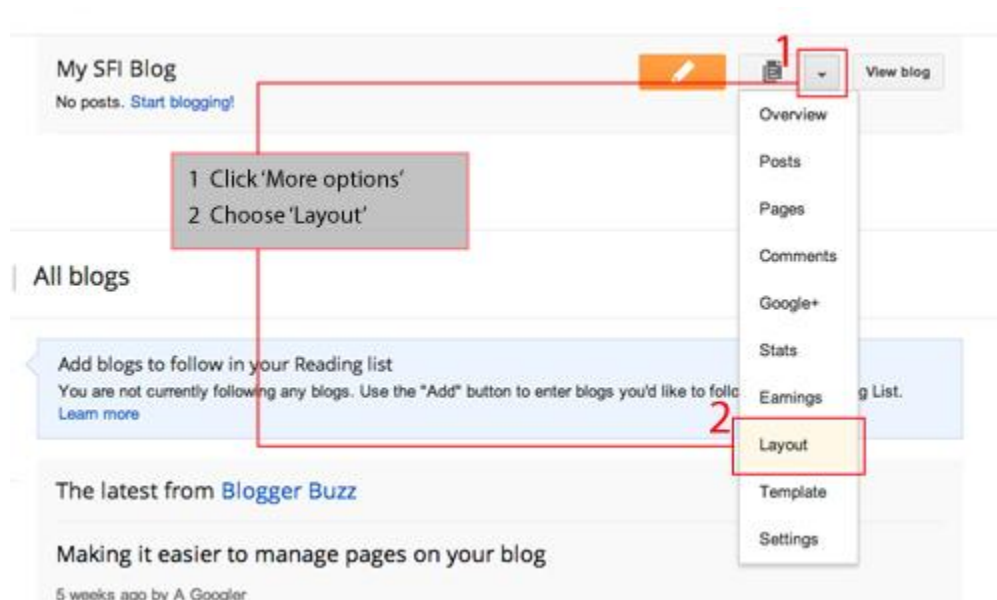 My SFI Blog
No posts. Start blogging!
1
View blog
Overview
Posts
Pages
Comments
Google+
Stats
Earnings
Layout
Template
Settings
1 Click ‘More options’
2 Choose ‘Layout’
All blogs
Add blogs to follow in your Reading list
You are not currently following any blogs. Use the "Add" button to enter blogs you'd like to g List.
Learn more
2
The latest from Blogger Buzz
Making it easier to manage pages on your blog
5 weeks ago by A Googler